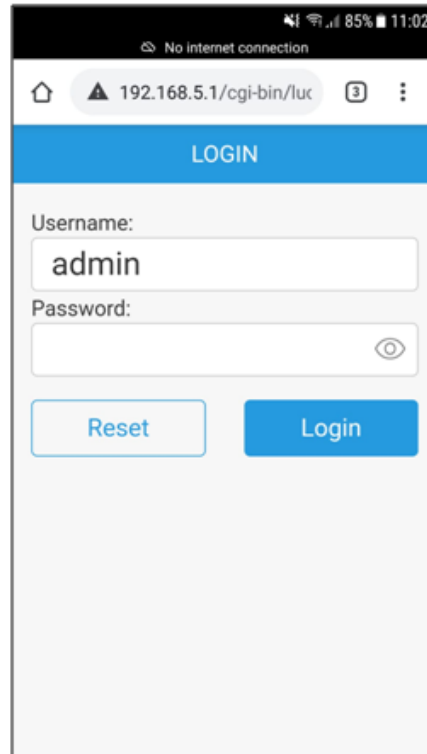 85% 11:02
No internet connection
192.168.5.1/cgi-bin/luc
3
LOGIN
Username:
admin
Password:
Reset
Login